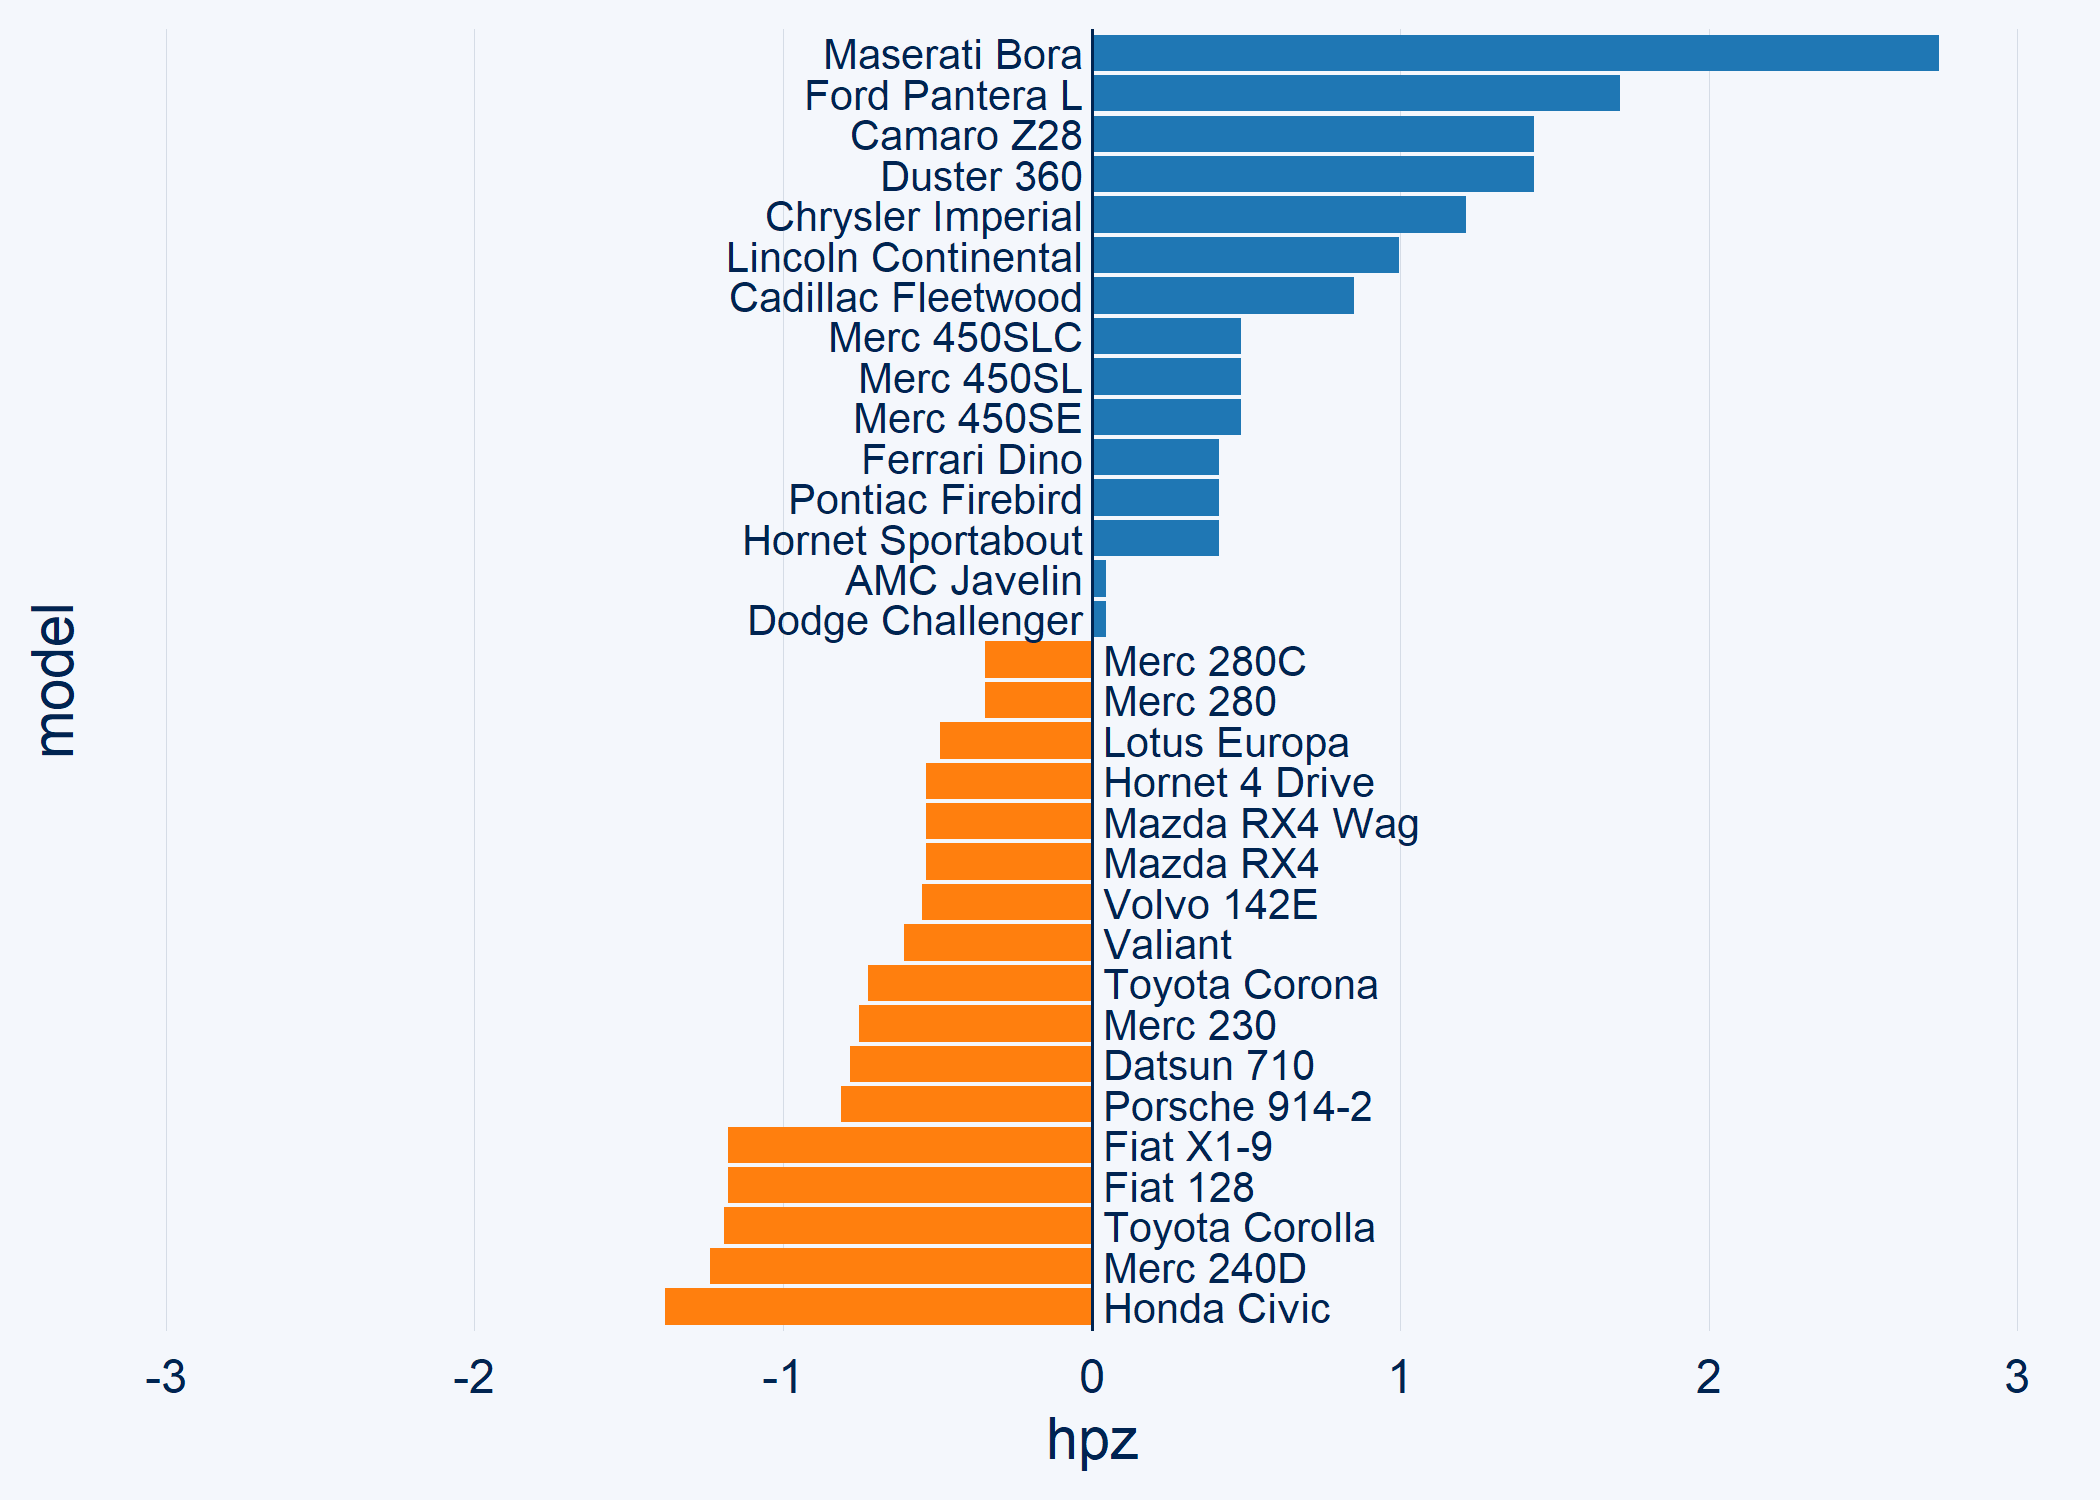 Maserati Bora
Ford Pantera L
Camaro Z28
Duster 360
Chrysler Imperial
Lincoln Continental
Cadillac Fleetwood
Merc 450SLC
Merc 450SL
Merc 450SE
Ferrari Dino
Pontiac Firebird
Hornet Sportabout
AMC Javelin
Dodge Challenger
model
Merc 280C
Merc 280
Lotus Europa
Hornet 4 Drive
Mazda RX4 Wag
Mazda RX4
Volvo 142E
Valiant
Toyota Corona
Merc 230
Datsun 710
Porsche 914-2
Fiat X1-9
Fiat 128
Toyota Corolla
Merc 240D
Honda Civic
-3 -2 -1 0 1 2 3
hpz